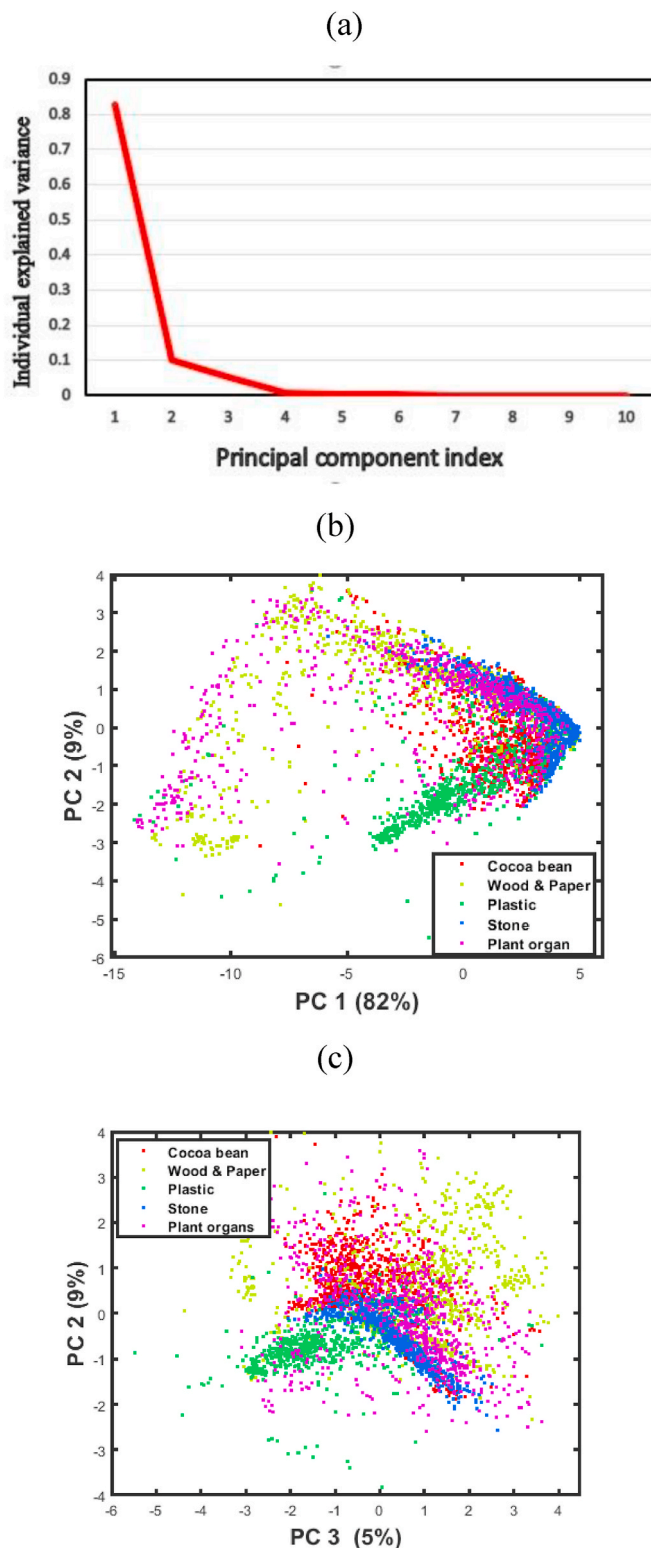 (a)
0.9
0.8
0.7
0.6
0.5
0.4
0.3
0.2
0.1
0
Individual explained variance
1 2 3 4 5 6 7 8 9 10
Principal component index
(b)
4
3
2
1
0
-1
-2
-3
-4
-5
-6
PC 2 (9%)
Cocoa bean
Wood & Paper
Plastic
Stone
Plant organ
-15 -10 -5 0 5
PC 1 (82%)
(c)
Cocoa bean
Wood & Paper
Plastic
Stone
Plant organs
4
3
2
1
0
-1
-2
-3
-4
PC 2 (9%)
-6 -5 -4 -3 -2 -1 0 1 2 3 4
PC 3 (5%)